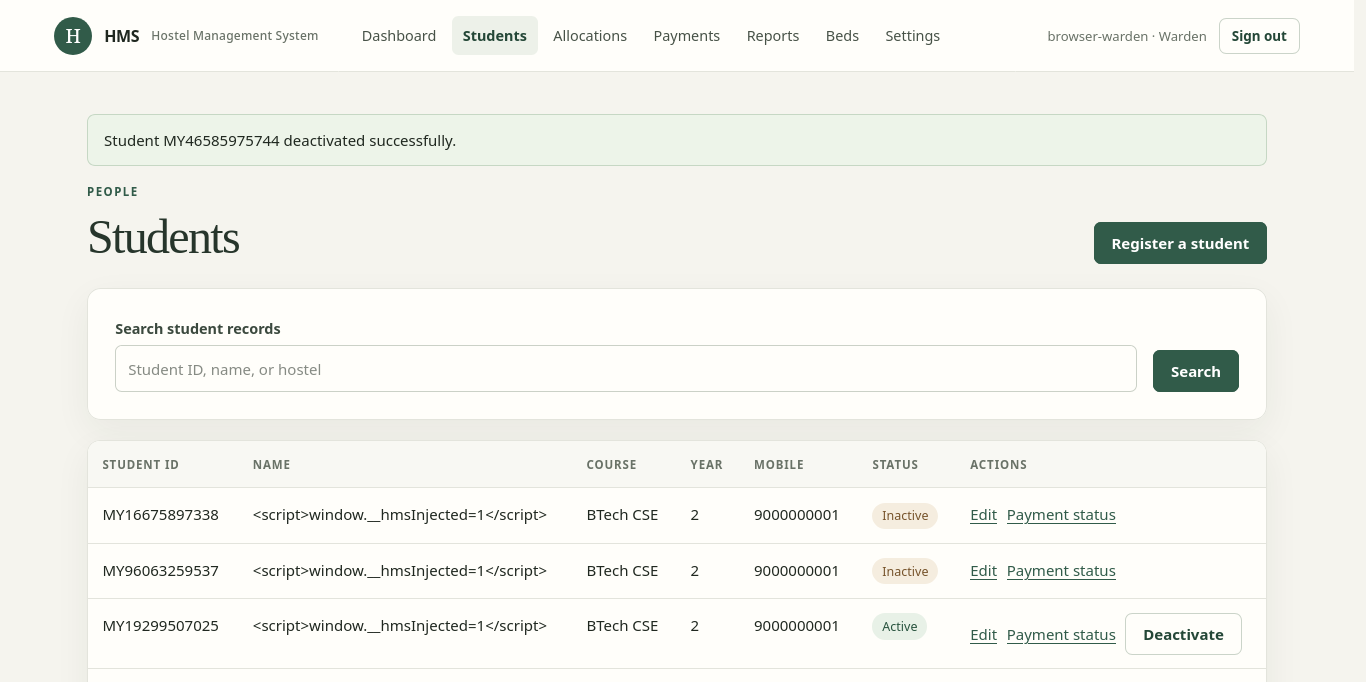 H HMS Hostel Management System Dashboard Students Allocations Payments Reports Beds Settings browser-warden · Warden Sign out
Student MY46585975744 deactivated successfully.
PEOPLE
Students
Register a student
Search student records
Student ID, name, or hostel
Search
STUDENT ID NAME COURSE YEAR MOBILE STATUS ACTIONS
MY16675897338 <script>window.__hmsInjected=1</script> BTech CSE 2 9000000001 Inactive Edit Payment status
MY96063259537 <script>window.__hmsInjected=1</script> BTech CSE 2 9000000001 Inactive Edit Payment status
MY19299507025 <script>window.__hmsInjected=1</script> BTech CSE 2 9000000001 Active Edit Payment status Deactivate